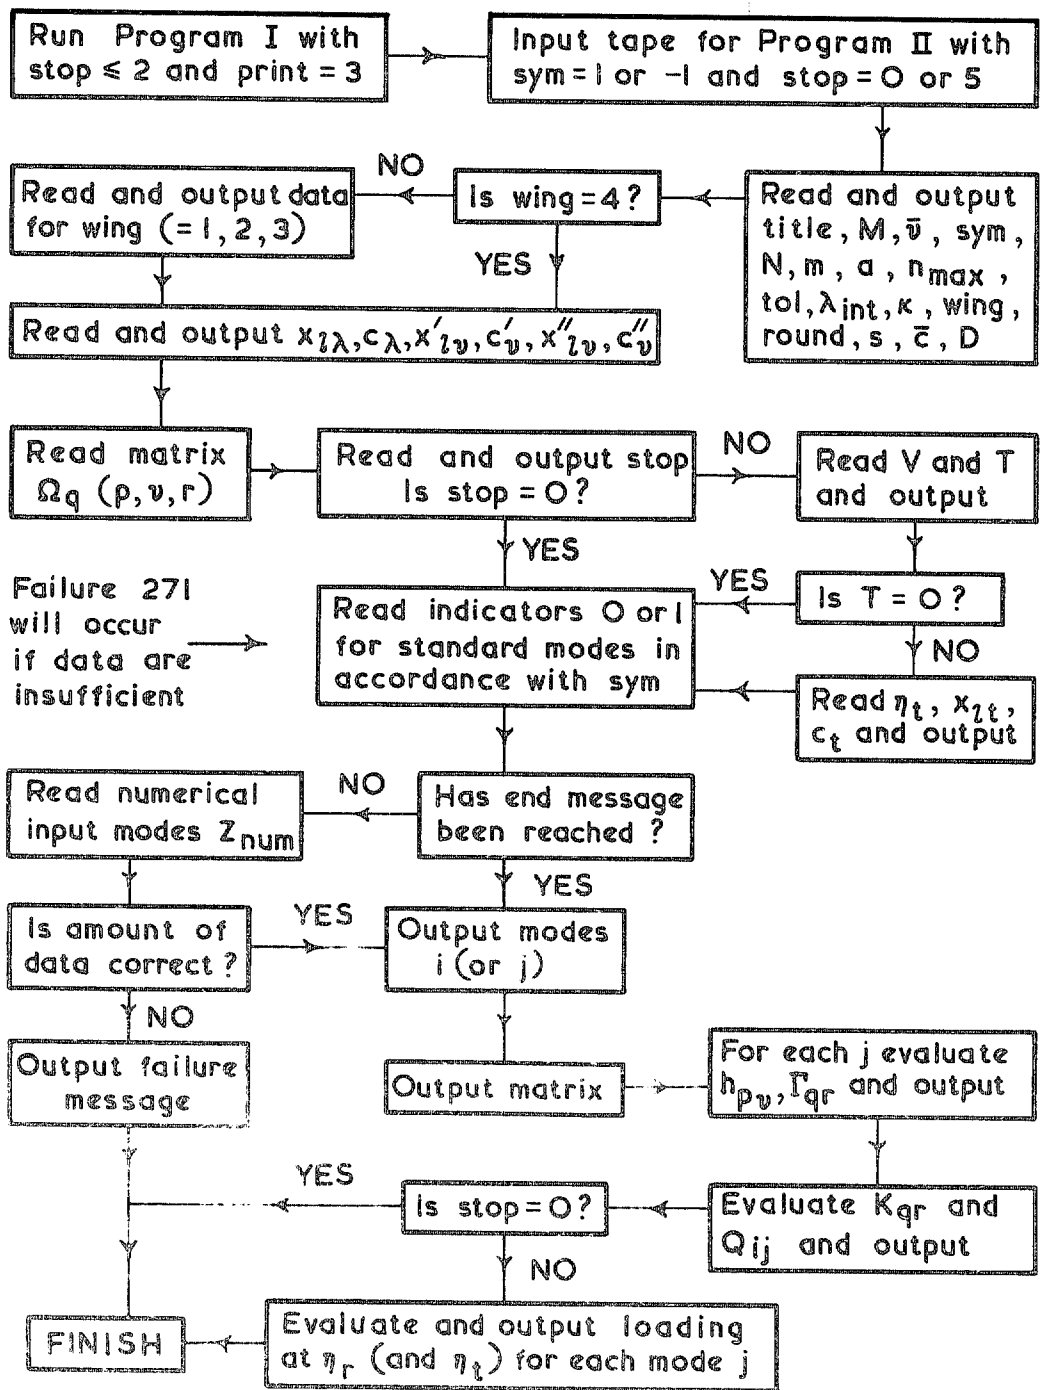 Run Program I with
stop ≤ 2 and print = 3
Input tape for Program II with
sym = 1 or -1 and stop = 0 or 5
NO
Read and output data
for wing (= 1, 2, 3)
Is wing = 4 ?
YES
Read and output
title, M, ν̄, sym,
N, m, a, n_max,
tol, λ_int, κ, wing,
round, s, c̄, D
Read and output x_lλ, c_λ, x'_lν, c'_ν, x''_lν, c''_ν
Read matrix
Ω_q (p, ν, r)
Read and output stop
Is stop = 0 ?
NO
Read V and T
and output
YES
Failure 271
will occur
if data are
insufficient
Read indicators 0 or 1
for standard modes in
accordance with sym
YES
Is T = 0 ?
NO
Read η_t, x_lt,
c_t and output
Read numerical
input modes Z_num
NO
Has end message
been reached ?
YES
Is amount of
data correct ?
YES
Output modes
i (or j)
NO
Output failure
message
Output matrix
For each j evaluate
h_pν, Γ_qr and output
YES
Is stop = 0 ?
Evaluate K_qr and
Q_ij and output
NO
FINISH
Evaluate and output loading
at η_r (and η_t) for each mode j